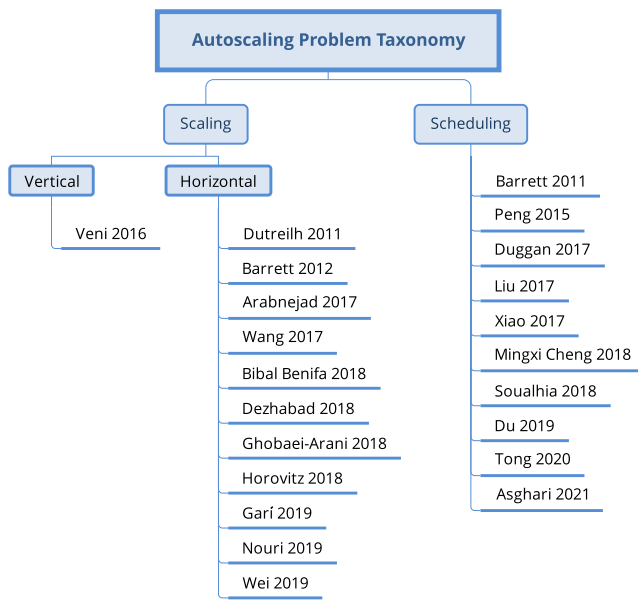 Autoscaling Problem Taxonomy
Scaling
Scheduling
Vertical
Horizontal
Veni 2016
Dutreilh 2011
Barrett 2012
Arabnejad 2017
Wang 2017
Bibal Benifa 2018
Dezhabad 2018
Ghobaei-Arani 2018
Horovitz 2018
Garí 2019
Nouri 2019
Wei 2019
Barrett 2011
Peng 2015
Duggan 2017
Liu 2017
Xiao 2017
Mingxi Cheng 2018
Soualhia 2018
Du 2019
Tong 2020
Asghari 2021